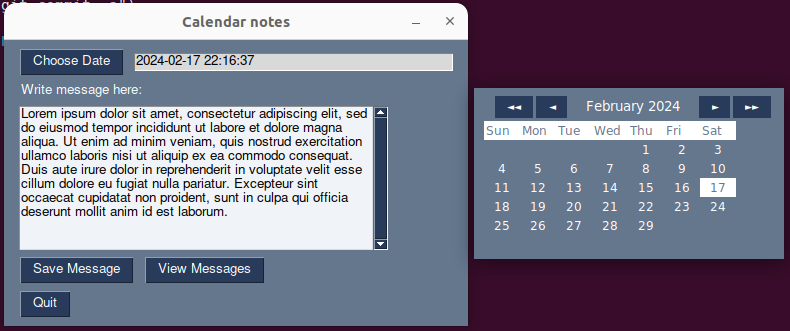 git commit -a")
Calendar notes
Choose Date
2024-02-17 22:16:37
Write message here:
Lorem ipsum dolor sit amet, consectetur adipiscing elit, sed
do eiusmod tempor incididunt ut labore et dolore magna
aliqua. Ut enim ad minim veniam, quis nostrud exercitation
ullamco laboris nisi ut aliquip ex ea commodo consequat.
Duis aute irure dolor in reprehenderit in voluptate velit esse
cillum dolore eu fugiat nulla pariatur. Excepteur sint
occaecat cupidatat non proident, sunt in culpa qui officia
deserunt mollit anim id est laborum.
Save Message View Messages
Quit
◄◄ ◄ February 2024 ► ►►
Sun Mon Tue Wed Thu Fri Sat
1 2 3
4 5 6 7 8 9 10
11 12 13 14 15 16 17
18 19 20 21 22 23 24
25 26 27 28 29